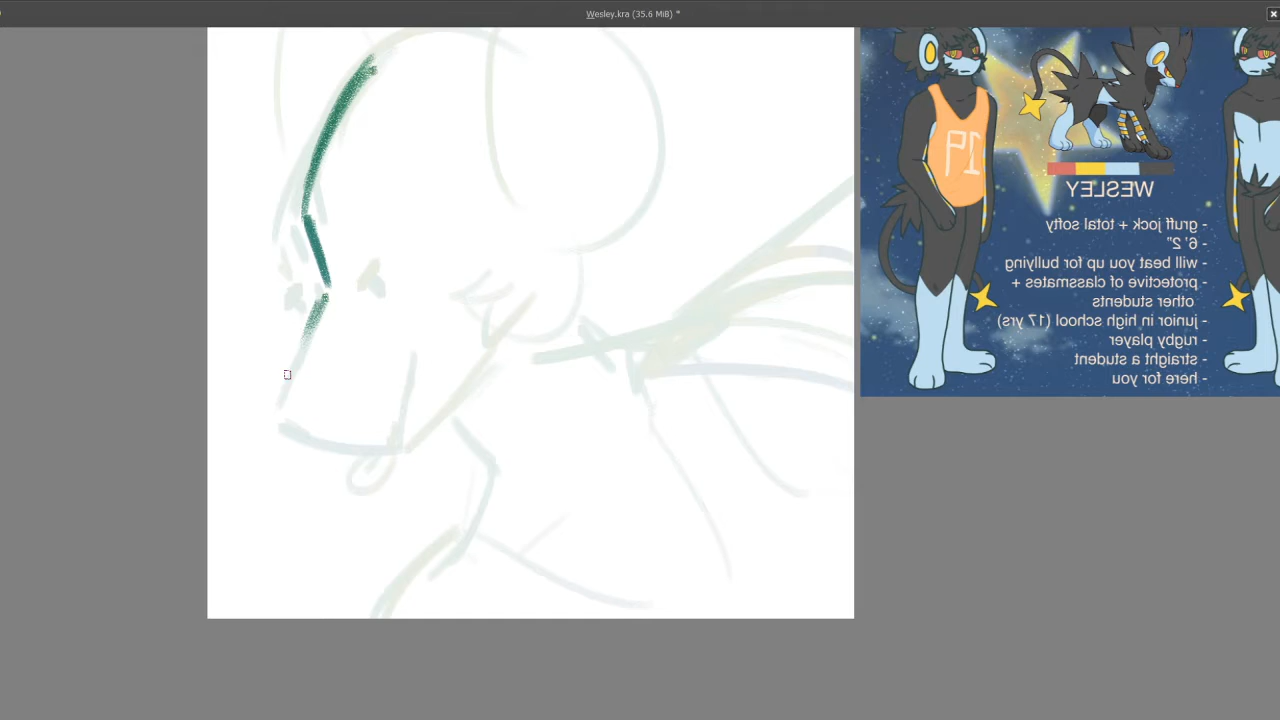 Wesley.kra (35.6 MiB) *
19
WESLEY
- gruff jock + total softy
- 6' 2"
- will beat you up for bullying
- protective of classmates +
other students
- junior in high school (17 yrs)
- rugby player
- straight a student
- here for you